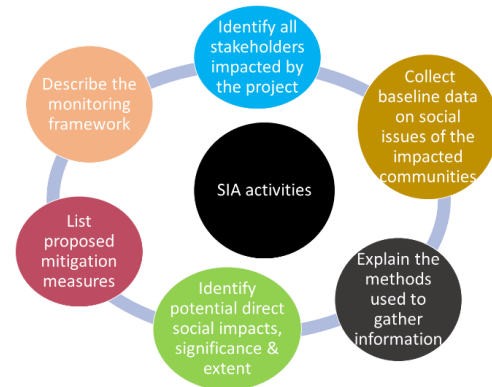 Identify all
stakeholders
impacted by
the project
Collect
baseline data
on social
issues of the
impacted
communities
Explain the
methods
used to
gather
information
Identify
potential direct
social impacts,
significance &
extent
List
proposed
mitigation
measures
Describe the
monitoring
framework
SIA activities